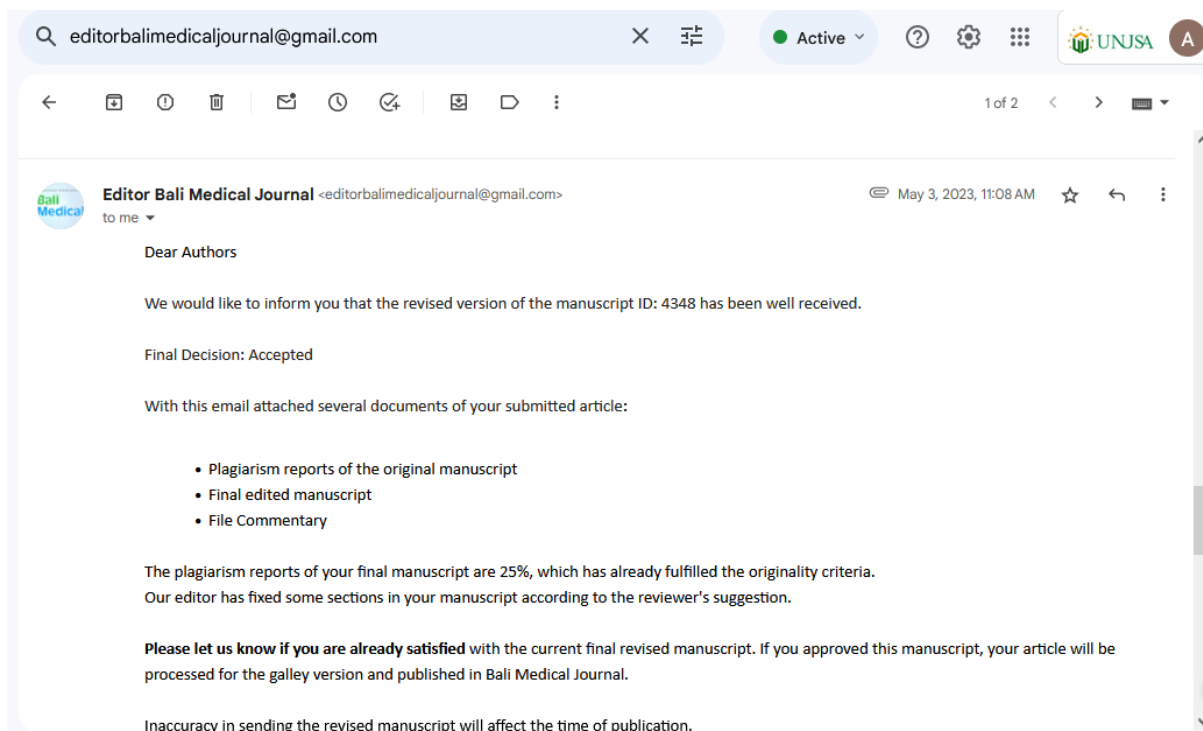 editorbalimedicaljournal@gmail.com
Active
UNUSA
A
1 of 2
Bali
Medical
Editor Bali Medical Journal <editorbalimedicaljournal@gmail.com>
May 3, 2023, 11:08 AM
to me
Dear Authors
We would like to inform you that the revised version of the manuscript ID: 4348 has been well received.
Final Decision: Accepted
With this email attached several documents of your submitted article:
• Plagiarism reports of the original manuscript
• Final edited manuscript
• File Commentary
The plagiarism reports of your final manuscript are 25%, which has already fulfilled the originality criteria.
Our editor has fixed some sections in your manuscript according to the reviewer's suggestion.
Please let us know if you are already satisfied with the current final revised manuscript. If you approved this manuscript, your article will be
processed for the galley version and published in Bali Medical Journal.
Inaccuracy in sending the revised manuscript will affect the time of publication.